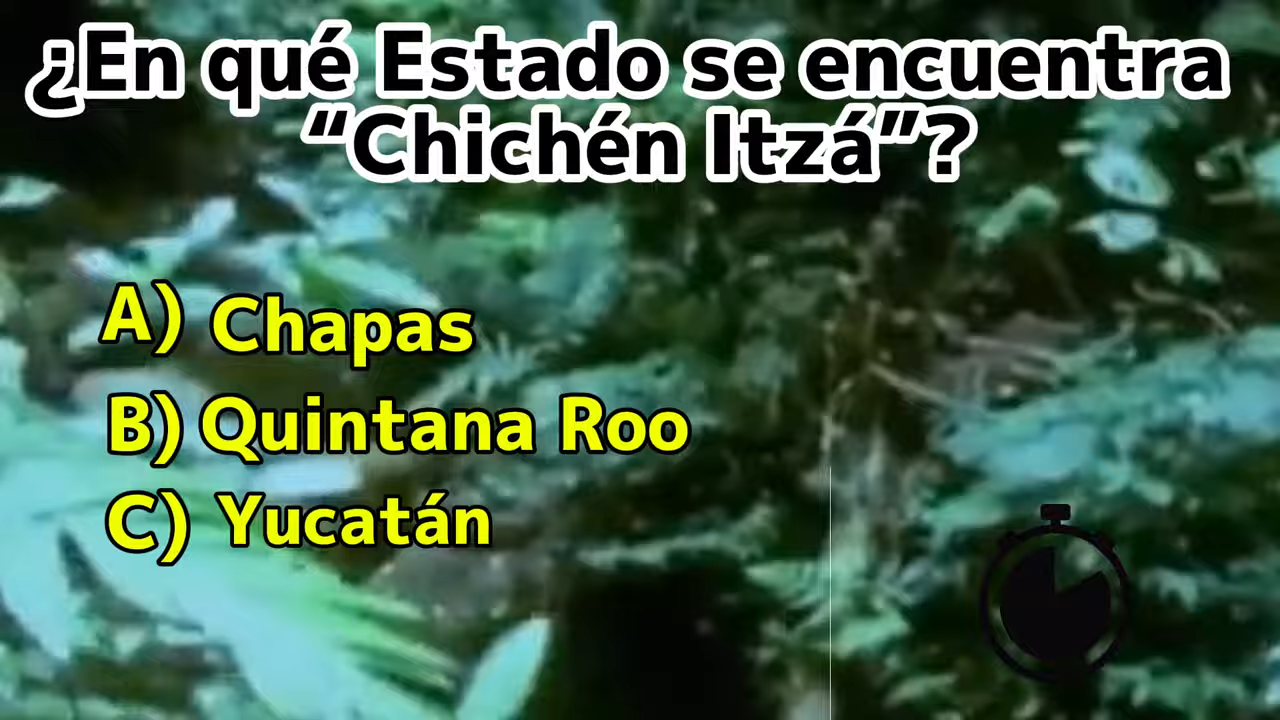 ¿En qué Estado se encuentra
“Chichén Itzá”?
A) Chapas
B) Quintana Roo
C) Yucatán